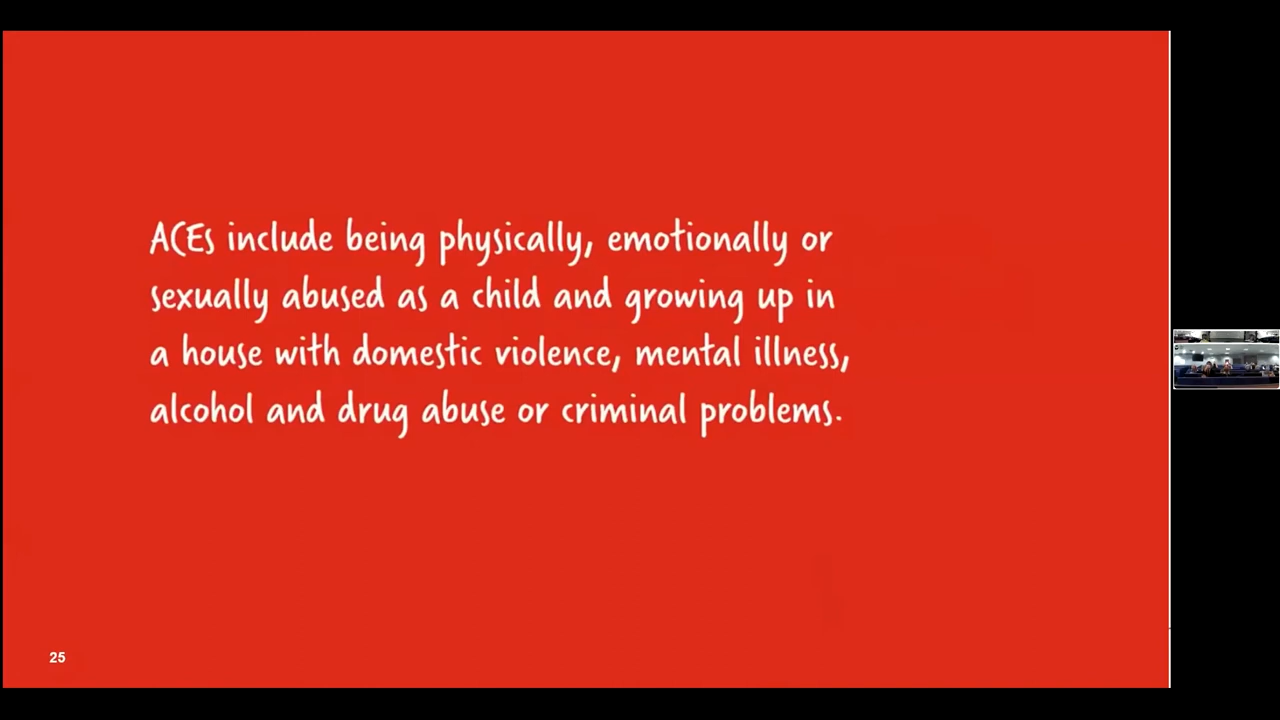 ACEs include being physically, emotionally or
sexually abused as a child and growing up in
a house with domestic violence, mental illness,
alcohol and drug abuse or criminal problems.
25